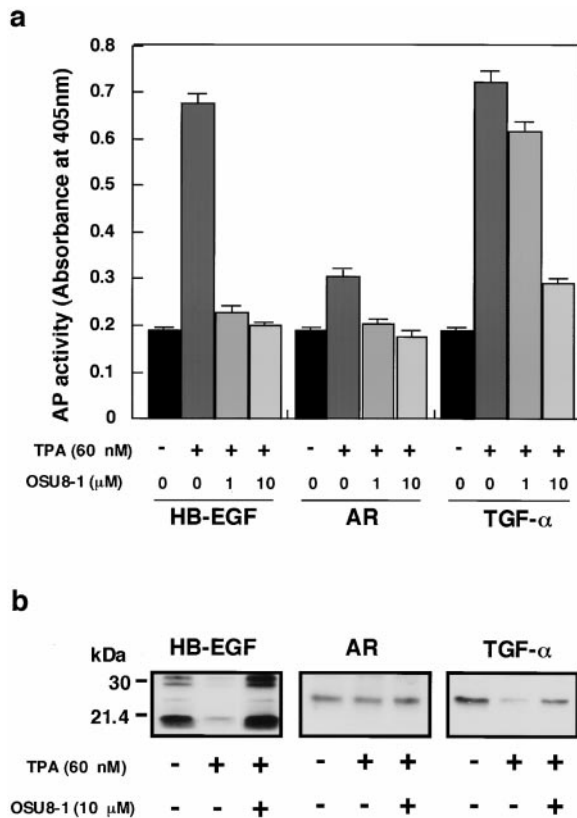 a
AP activity (Absorbance at 405nm)
0.8
0.7
0.6
0.5
0.4
0.3
0.2
0.1
0
TPA (60 nM) - + + + - + + + - + + +
OSU8-1 (μM) 0 0 1 10 0 0 1 10 0 0 1 10
HB-EGF AR TGF-α
b
HB-EGF AR TGF-α
kDa
30
21.4
TPA (60 nM) - + + - + + - + +
OSU8-1 (10 μM) - - + - - + - - +